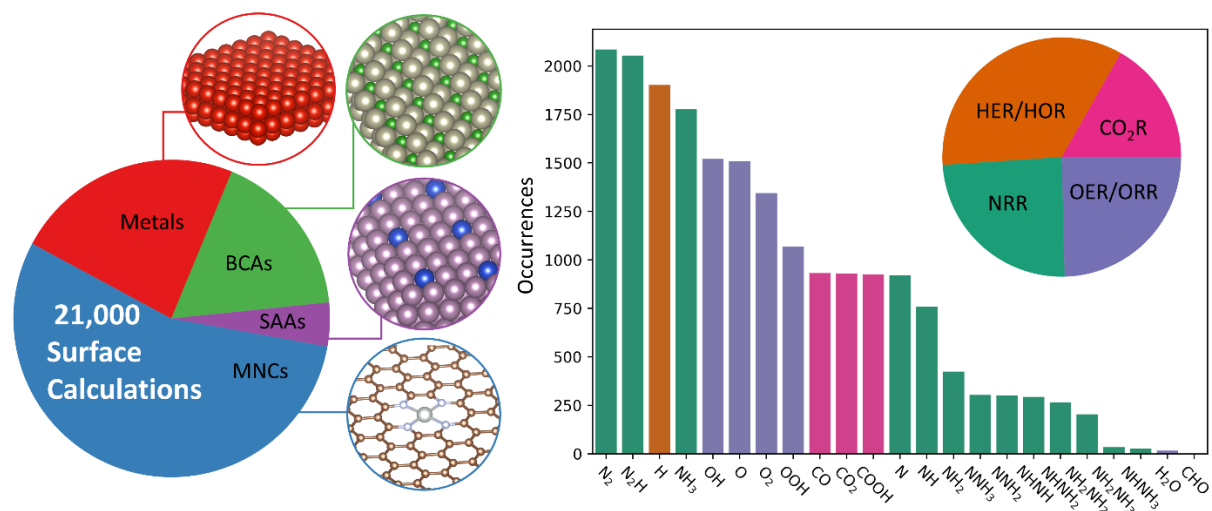 Metals
BCAs
SAAs
MNCs
21,000
Surface
Calculations
Occurrences
2000
1750
1500
1250
1000
750
500
250
0
HER/HOR
CO₂R
NRR
OER/ORR
N₂
N₂H
H
NH₃
OH
O
O₂
OOH
CO
CO₂
COOH
N
NH
NH₂
NNH₃
NNH₂
NHNH
NHNH₂
NH₂NH₂
NH₂NH₃
NHNH₃
H₂O
CHO